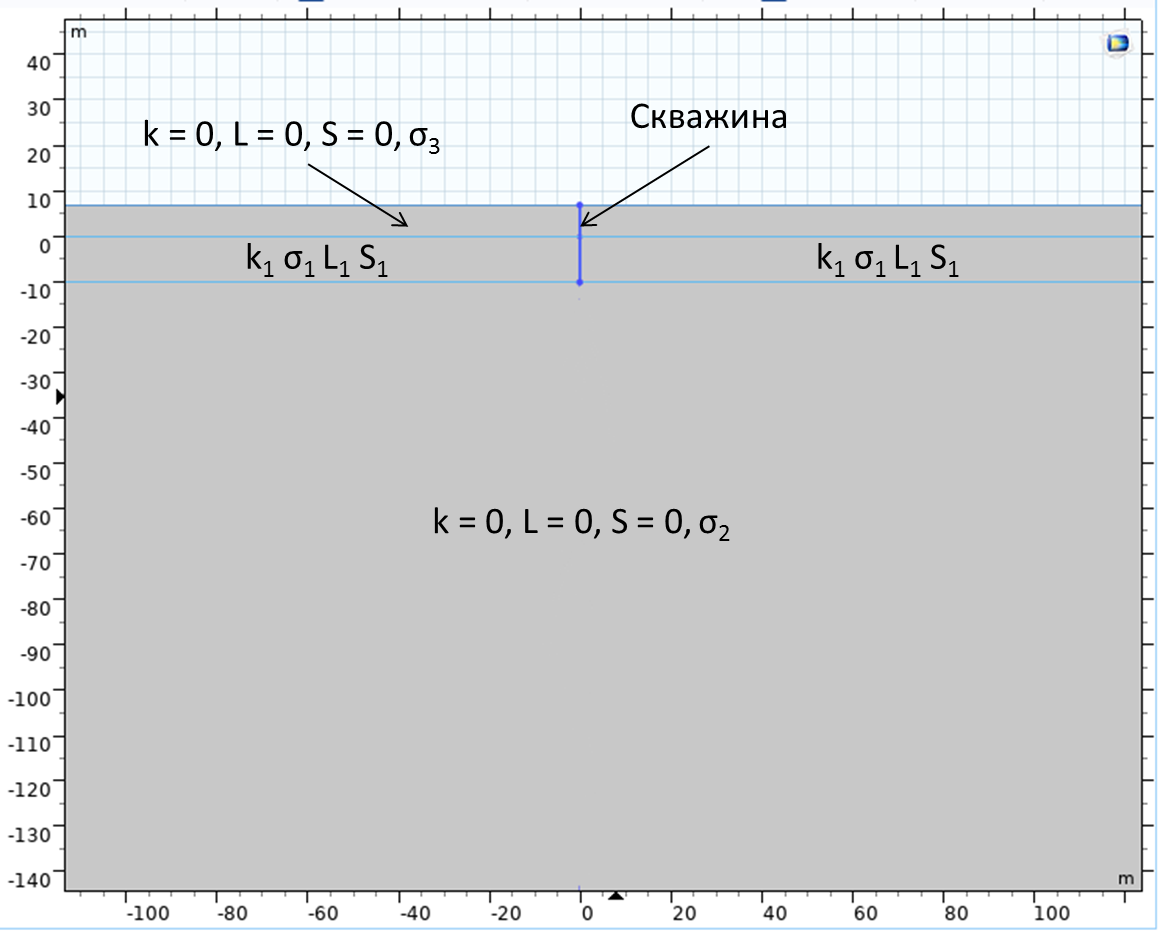 m
40
30
20
10
0
-10
-20
-30
-40
-50
-60
-70
-80
-90
-100
-110
-120
-130
-140
k = 0, L = 0, S = 0, σ₃
Скважина
k₁ σ₁ L₁ S₁
k₁ σ₁ L₁ S₁
k = 0, L = 0, S = 0, σ₂
m
-100 -80 -60 -40 -20 0 20 40 60 80 100